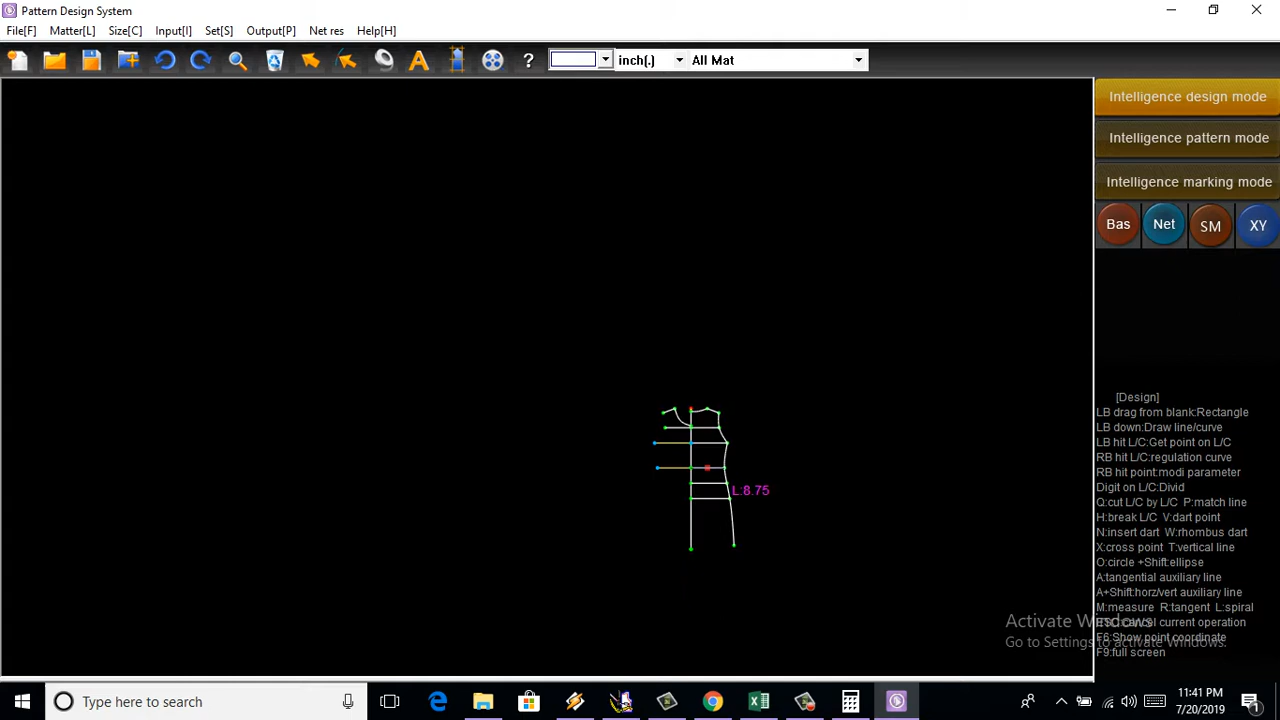 Pattern Design System
File[F] Matter[L] Size[C] Input[I] Set[S] Output[P] Net res Help[H]
A ? inch(.) All Mat
Intelligence design mode
Intelligence pattern mode
Intelligence marking mode
Bas Net SM XY
L:8.75
[Design]
LB drag from blank:Rectangle
LB down:Draw line/curve
LB hit L/C:Get point on L/C
RB hit L/C:regulation curve
RB hit point:modi parameter
Digit on L/C:Divid
Q:cut L/C by L/C P:match line
H:break L/C V:dart point
N:insert dart W:rhombus dart
X:cross point T:vertical line
O:circle +Shift:ellipse
A:tangential auxiliary line
A+Shift:horz/vert auxiliary line
M:measure R:tangent L:spiral
Activate Windows
current operation
F6:Show point coordinate
Go to Settings to activate Windows.
F9:full screen
Type here to search
11:41 PM
7/20/2019